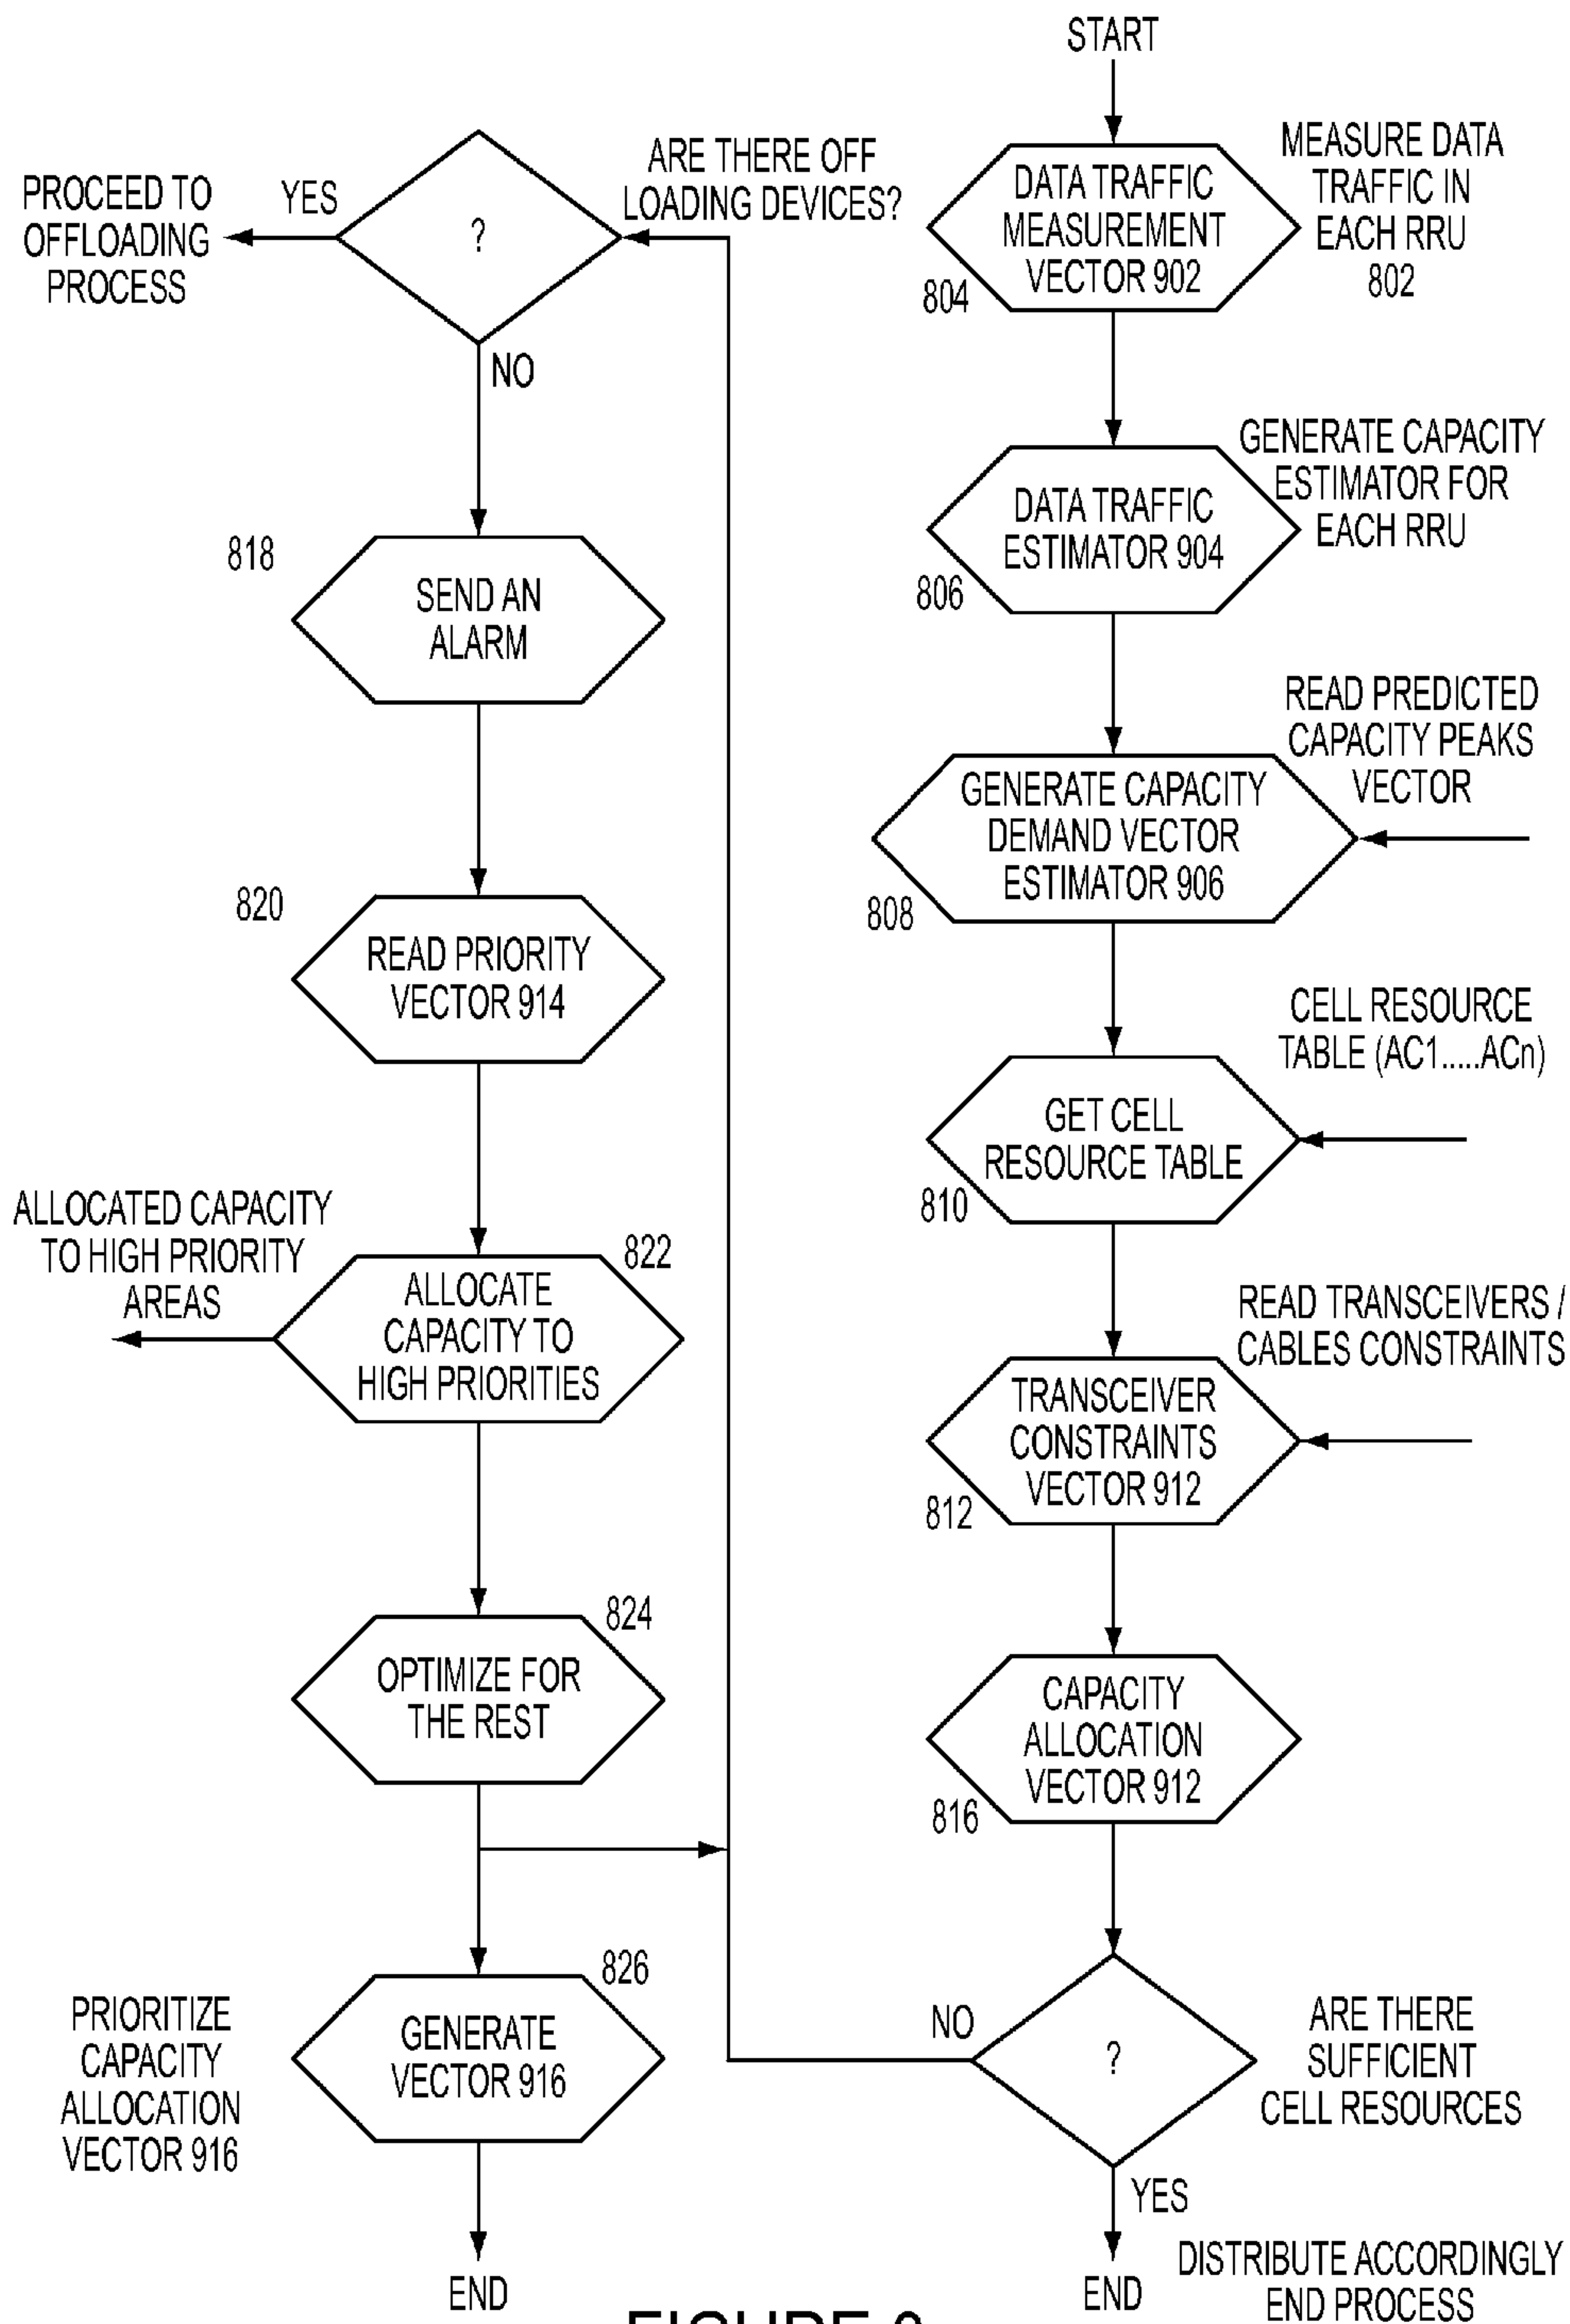 START
DATA TRAFFIC
MEASUREMENT
VECTOR 902
804
MEASURE DATA
TRAFFIC IN
EACH RRU
802
DATA TRAFFIC
ESTIMATOR 904
806
GENERATE CAPACITY
ESTIMATOR FOR
EACH RRU
READ PREDICTED
CAPACITY PEAKS
VECTOR
GENERATE CAPACITY
DEMAND VECTOR
ESTIMATOR 906
808
CELL RESOURCE
TABLE (AC1.....ACn)
GET CELL
RESOURCE TABLE
810
READ TRANSCEIVERS /
CABLES CONSTRAINTS
TRANSCEIVER
CONSTRAINTS
VECTOR 912
812
CAPACITY
ALLOCATION
VECTOR 912
816
NO
?
ARE THERE
SUFFICIENT
CELL RESOURCES
YES
END
DISTRIBUTE ACCORDINGLY
END PROCESS
ARE THERE OFF
LOADING DEVICES?
?
YES
PROCEED TO
OFFLOADING
PROCESS
NO
818
SEND AN
ALARM
820
READ PRIORITY
VECTOR 914
ALLOCATED CAPACITY
TO HIGH PRIORITY
AREAS
822
ALLOCATE
CAPACITY TO
HIGH PRIORITIES
824
OPTIMIZE FOR
THE REST
826
GENERATE
VECTOR 916
PRIORITIZE
CAPACITY
ALLOCATION
VECTOR 916
END